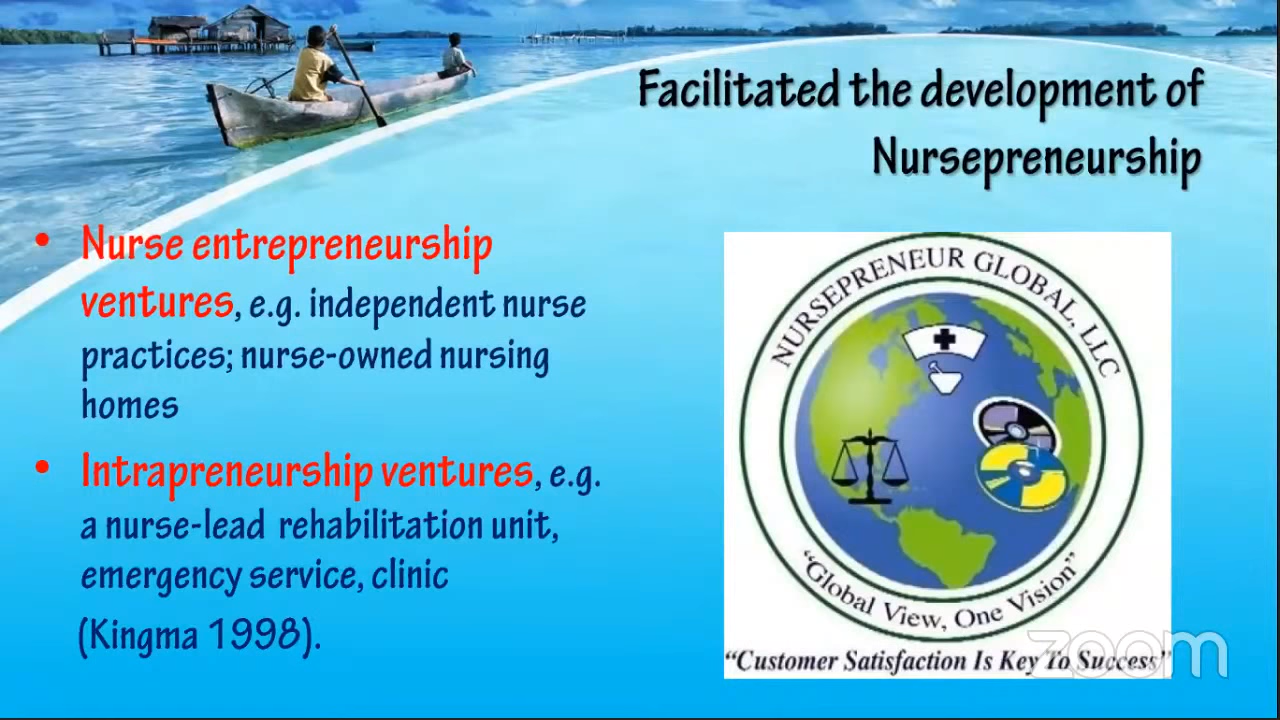 Facilitated the development of
Nursepreneurship
• Nurse entrepreneurship
ventures, e.g. independent nurse
practices; nurse-owned nursing
homes
• Intrapreneurship ventures, e.g.
a nurse-lead rehabilitation unit,
emergency service, clinic
(Kingma 1998).
NURSEPRENEUR GLOBAL, LLC
“Global View, One Vision”
“Customer Satisfaction Is Key To Success”
zoom